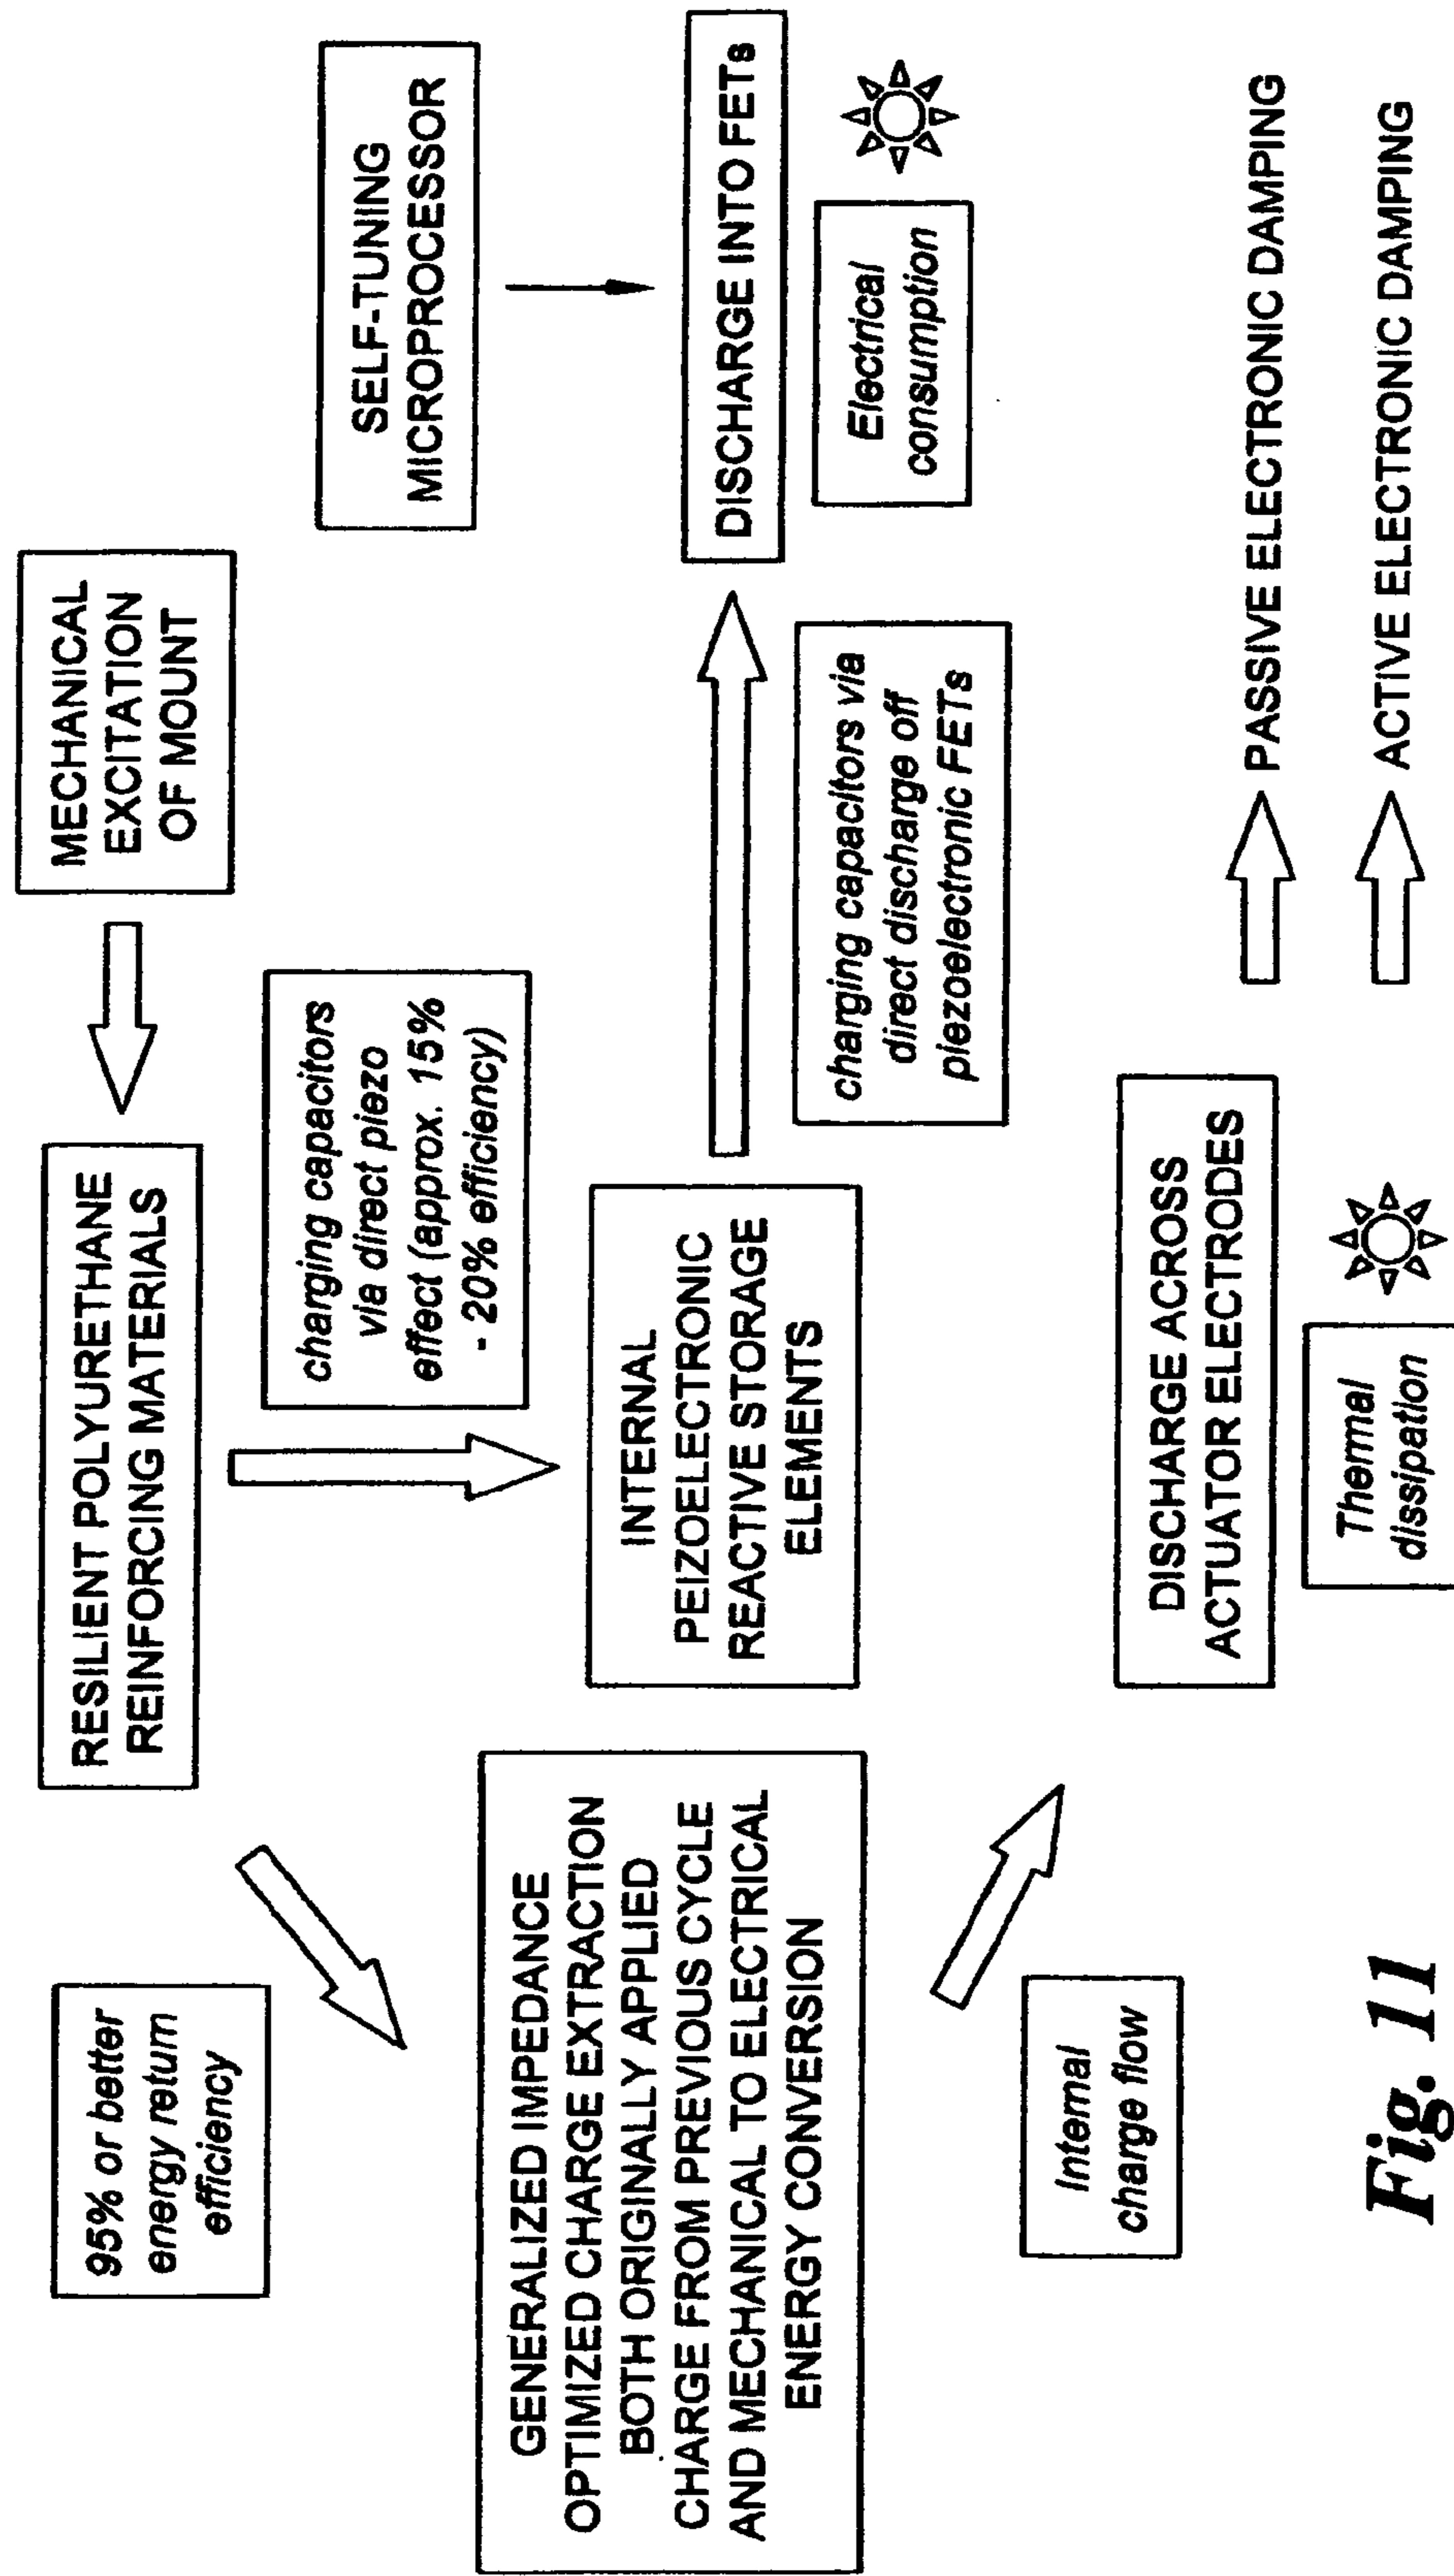 MECHANICAL
EXCITATION
OF MOUNT
RESILIENT POLYURETHANE
REINFORCING MATERIALS
95% or better
energy return
efficiency
charging capacitors
via direct piezo
effect (approx. 15%
- 20% efficiency)
SELF-TUNING
MICROPROCESSOR
GENERALIZED IMPEDANCE
OPTIMIZED CHARGE EXTRACTION
BOTH ORIGINALLY APPLIED
CHARGE FROM PREVIOUS CYCLE
AND MECHANICAL TO ELECTRICAL
ENERGY CONVERSION
INTERNAL
PEIZOELECTRONIC
REACTIVE STORAGE
ELEMENTS
DISCHARGE INTO FETs
charging capacitors via
direct discharge off
piezoelectronic FETs
Electrical
consumption
Internal
charge flow
DISCHARGE ACROSS
ACTUATOR ELECTRODES
Thermal
dissipation
PASSIVE ELECTRONIC DAMPING
ACTIVE ELECTRONIC DAMPING
Fig. 11